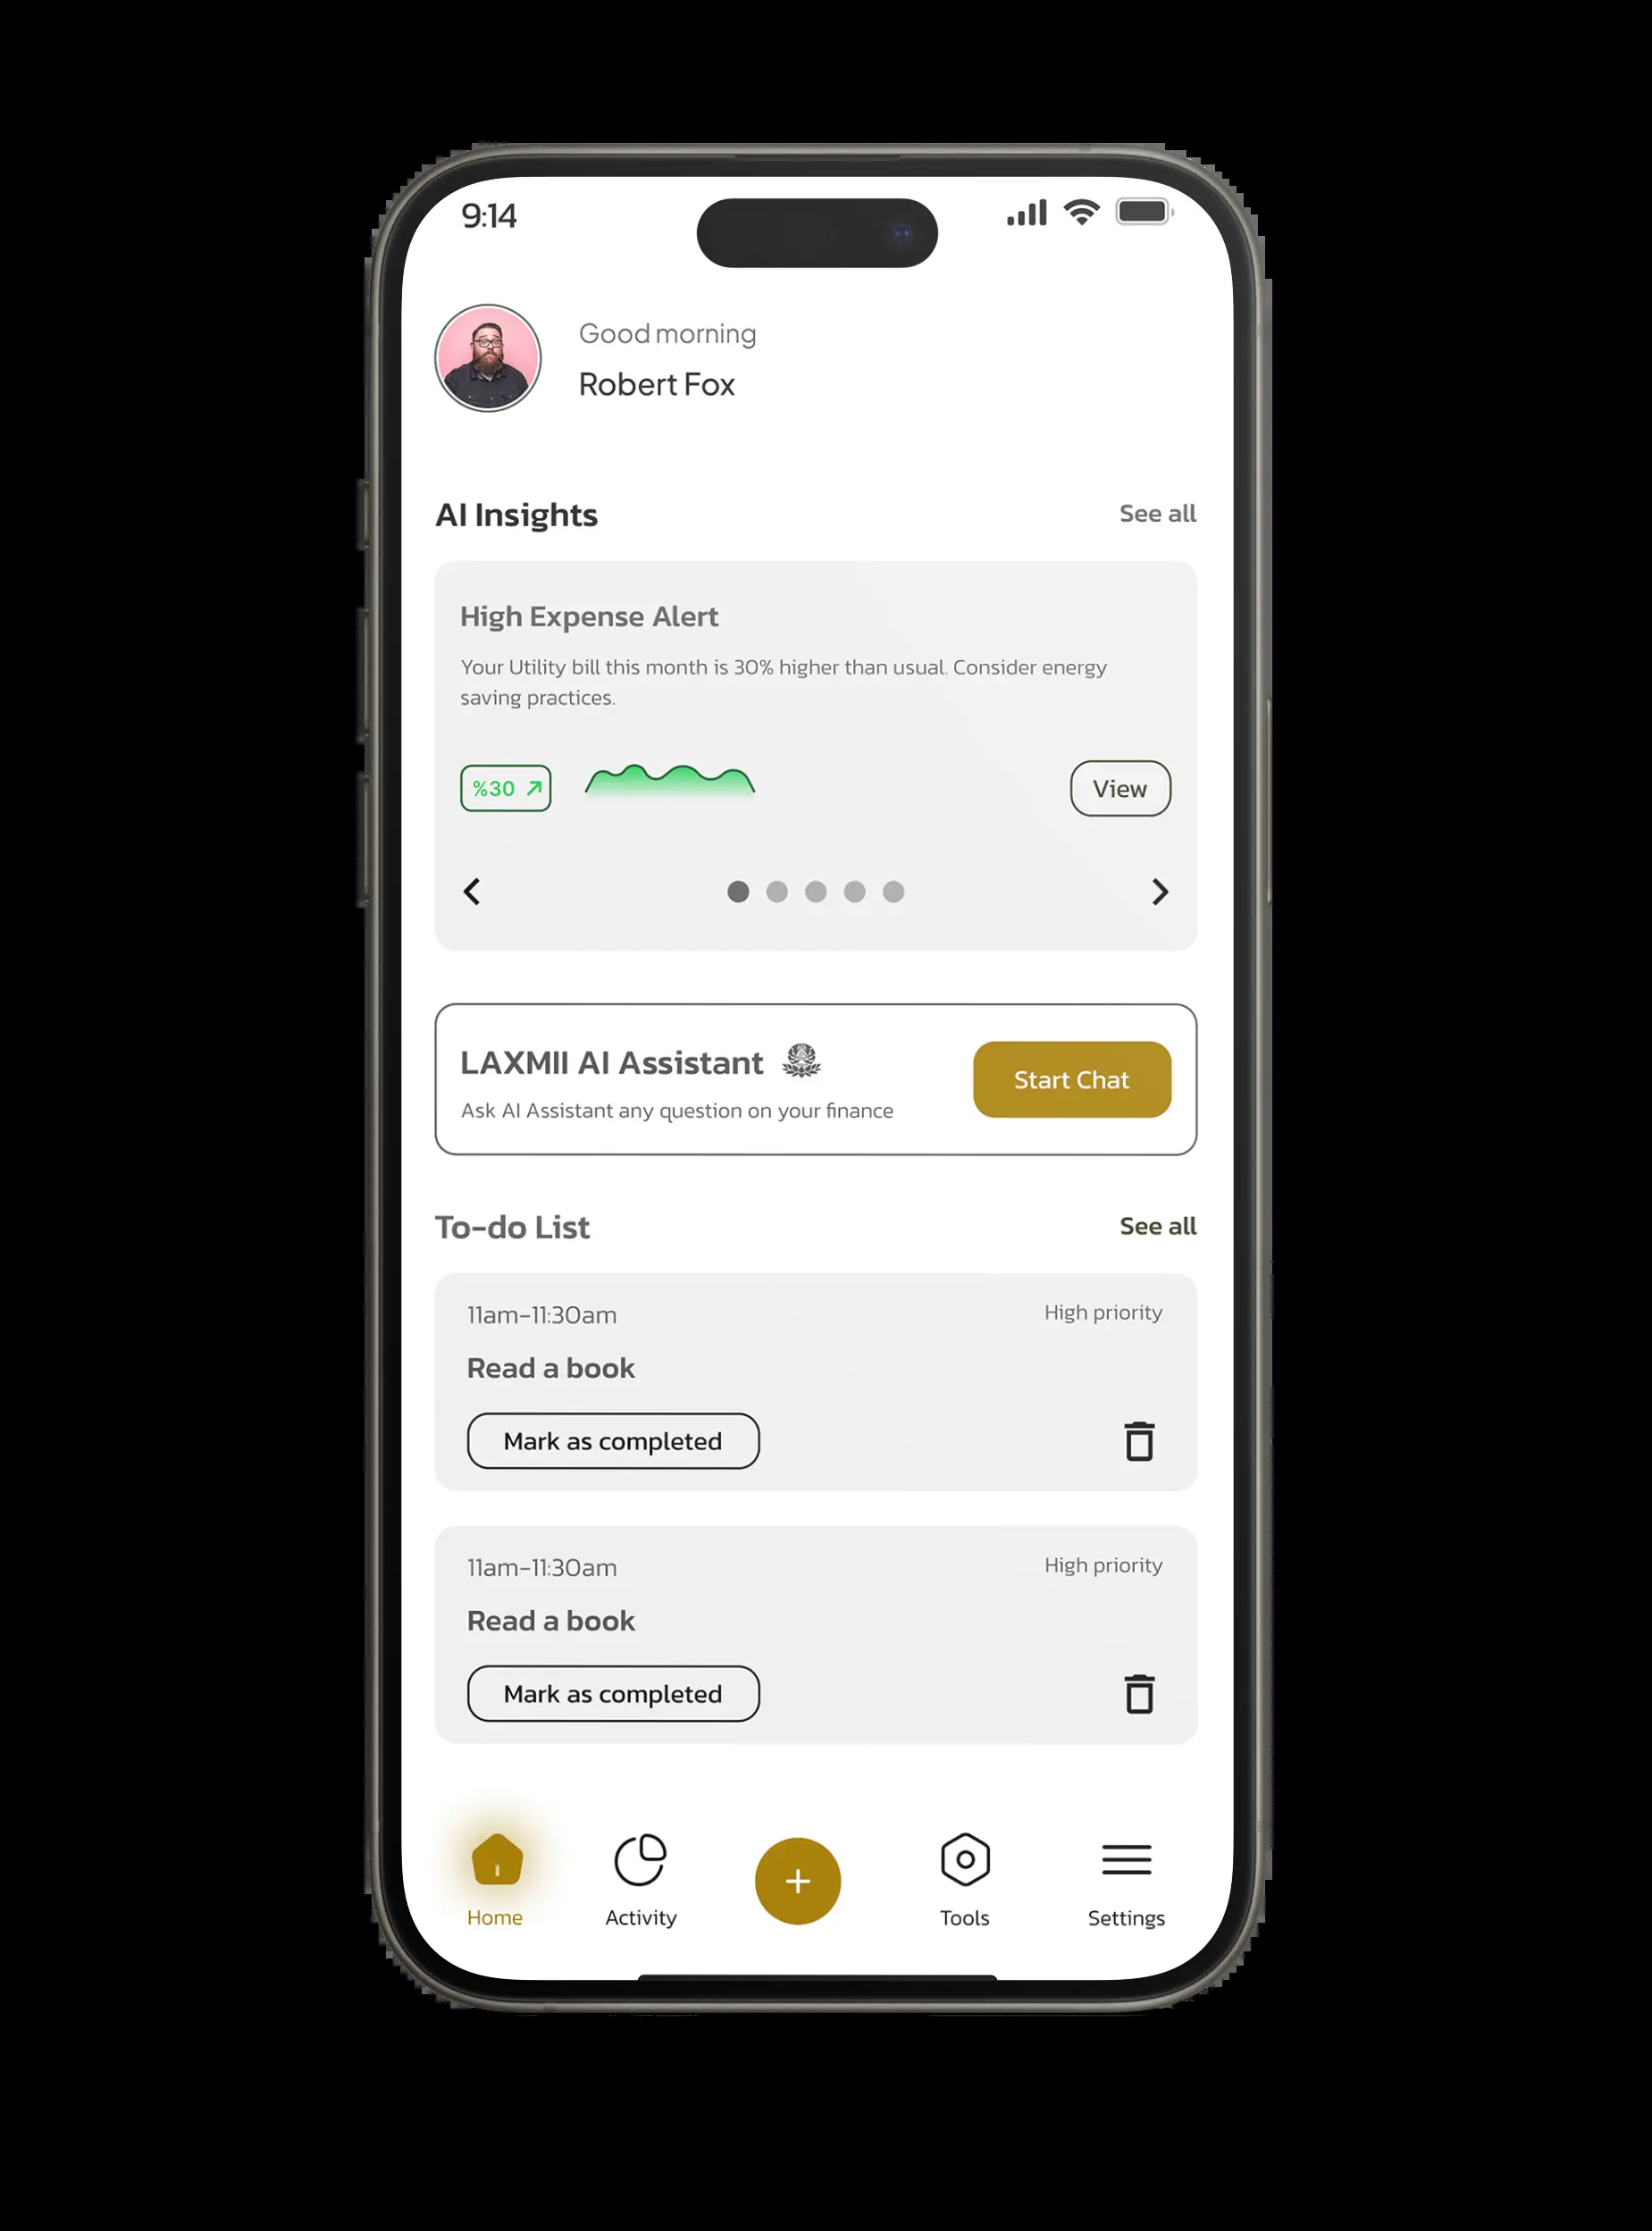 9:14
Good morning
Robert Fox
AI Insights
See all
High Expense Alert
Your Utility bill this month is 30% higher than usual. Consider energy
saving practices.
%30
View
LAXMII AI Assistant
Ask AI Assistant any question on your finance
Start Chat
To-do List
See all
11am-11:30am
High priority
Read a book
Mark as completed
11am-11:30am
High priority
Read a book
Mark as completed
Home
Activity
Tools
Settings